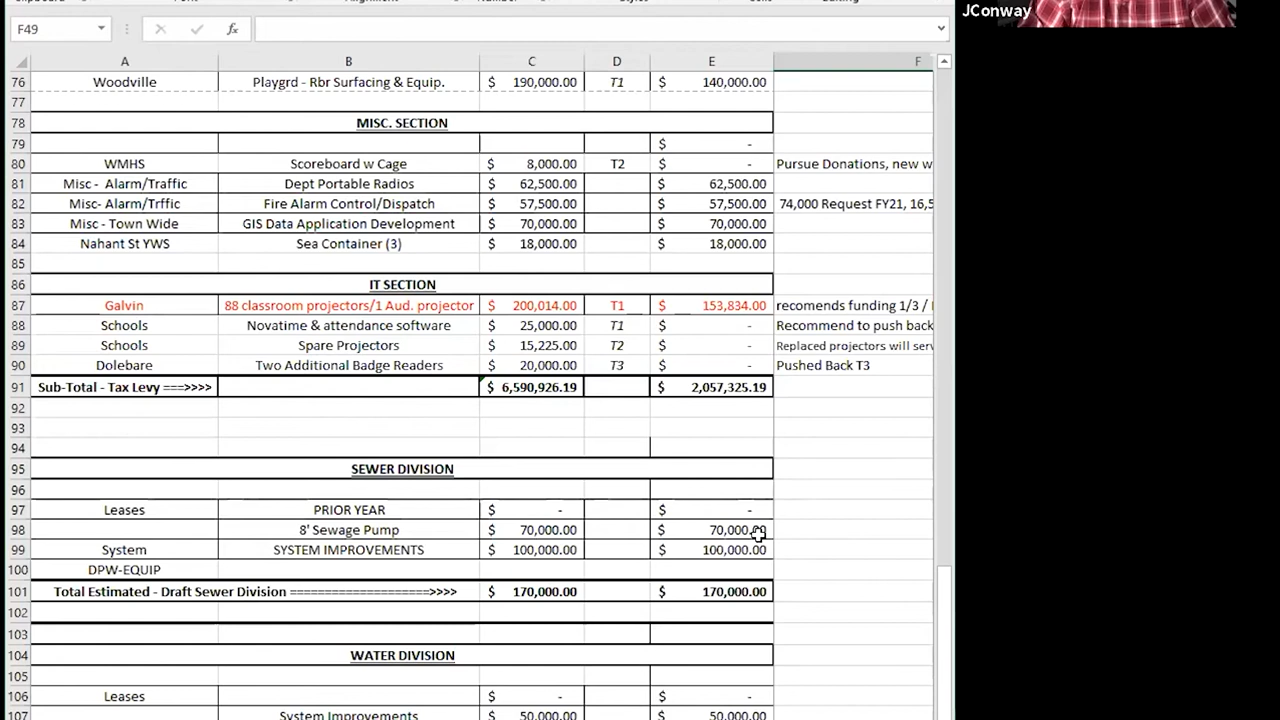 JConway
F49 fx
A B C D E F
76 Woodville Playgrd - Rbr Surfacing & Equip. $ 190,000.00 T1 $ 140,000.00
77
78 MISC. SECTION
79 $ -
80 WMHS Scoreboard w Cage $ 8,000.00 T2 $ - Pursue Donations, new w
81 Misc - Alarm/Traffic Dept Portable Radios $ 62,500.00 $ 62,500.00
82 Misc- Alarm/Trffic Fire Alarm Control/Dispatch $ 57,500.00 $ 57,500.00 74,000 Request FY21, 16,5
83 Misc - Town Wide GIS Data Application Development $ 70,000.00 $ 70,000.00
84 Nahant St YWS Sea Container (3) $ 18,000.00 $ 18,000.00
85
86 IT SECTION
87 Galvin 88 classroom projectors/1 Aud. projector $ 200,014.00 T1 $ 153,834.00 recomends funding 1/3 /
88 Schools Novatime & attendance software $ 25,000.00 T1 $ - Recommend to push back
89 Schools Spare Projectors $ 15,225.00 T2 $ - Replaced projectors will serv
90 Dolebare Two Additional Badge Readers $ 20,000.00 T3 $ - Pushed Back T3
91 Sub-Total - Tax Levy ===>>>> $ 6,590,926.19 $ 2,057,325.19
92
93
94
95 SEWER DIVISION
96
97 Leases PRIOR YEAR $ - $ -
98 8' Sewage Pump $ 70,000.00 $ 70,000.00
99 System SYSTEM IMPROVEMENTS $ 100,000.00 $ 100,000.00
100 DPW-EQUIP
101 Total Estimated - Draft Sewer Division ====================>>>> $ 170,000.00 $ 170,000.00
102
103
104 WATER DIVISION
105
106 Leases $ - $ -
107 System Improvements $ 50,000.00 $ 50,000.00